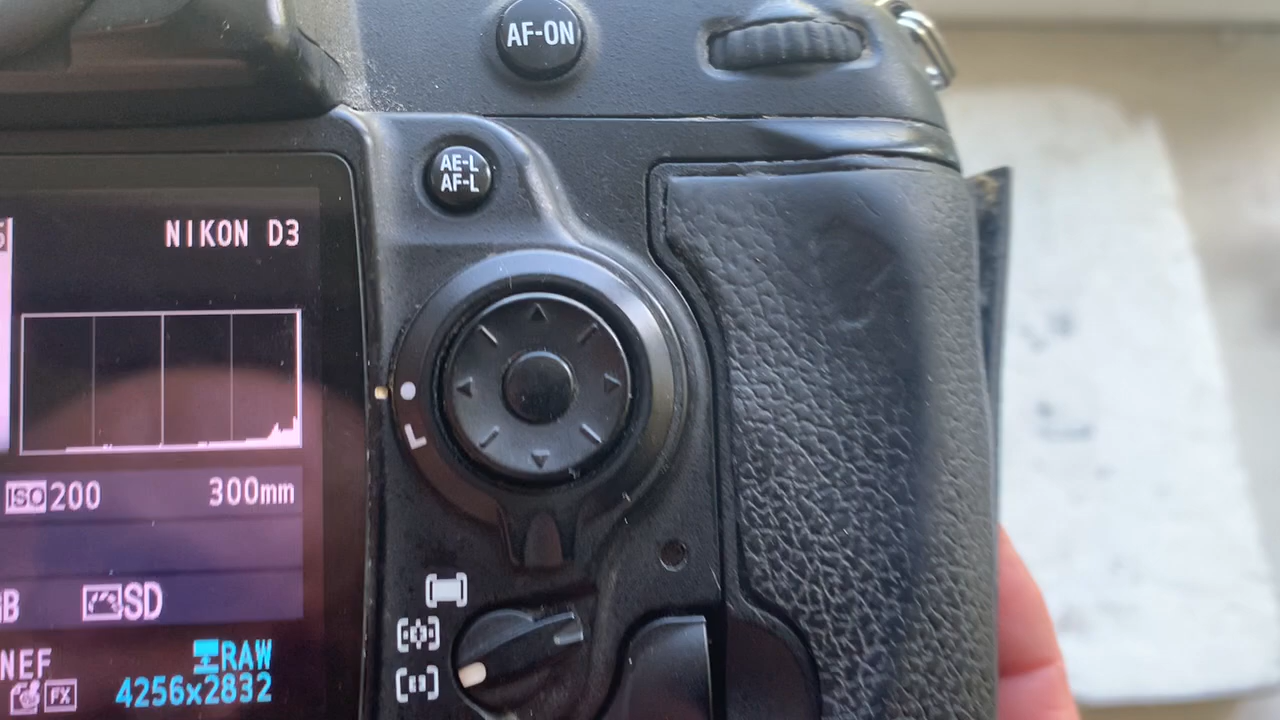 AF-ON
AE-L
AF-L
NIKON D3
L
ISO 200 300mm
SD
NEF RAW
FX 4256x2832